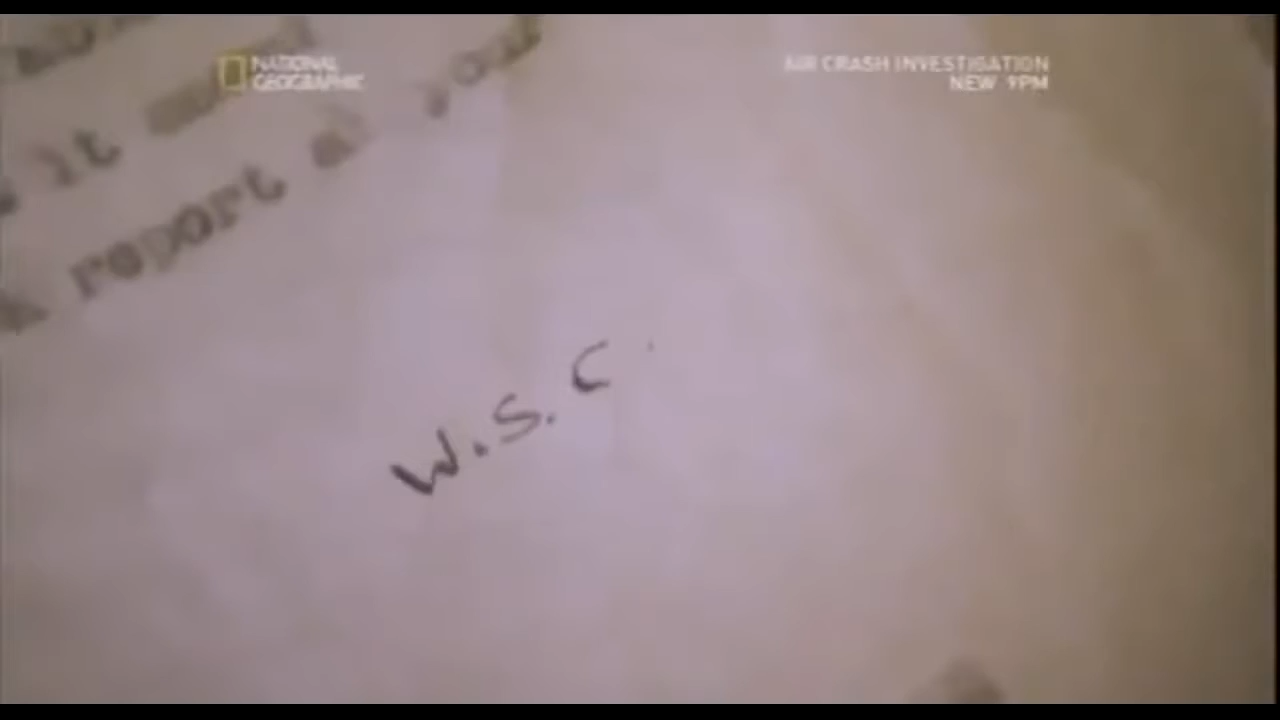 NATIONAL
GEOGRAPHIC
AIR CRASH INVESTIGATION
NEW 9PM
it
report a
W.S.C.